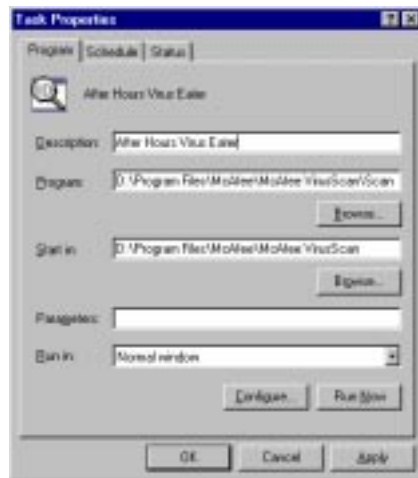 Task Properties
Program Schedule Status
After Hours Virus Eater
Description: After Hours Virus Eater
Program: D:\Program Files\McAfee\McAfee VirusScan\Scan
Browse...
Start in: D:\Program Files\McAfee\McAfee VirusScan
Browse...
Parameters:
Run in: Normal window
Configure... Run Now
OK Cancel Apply